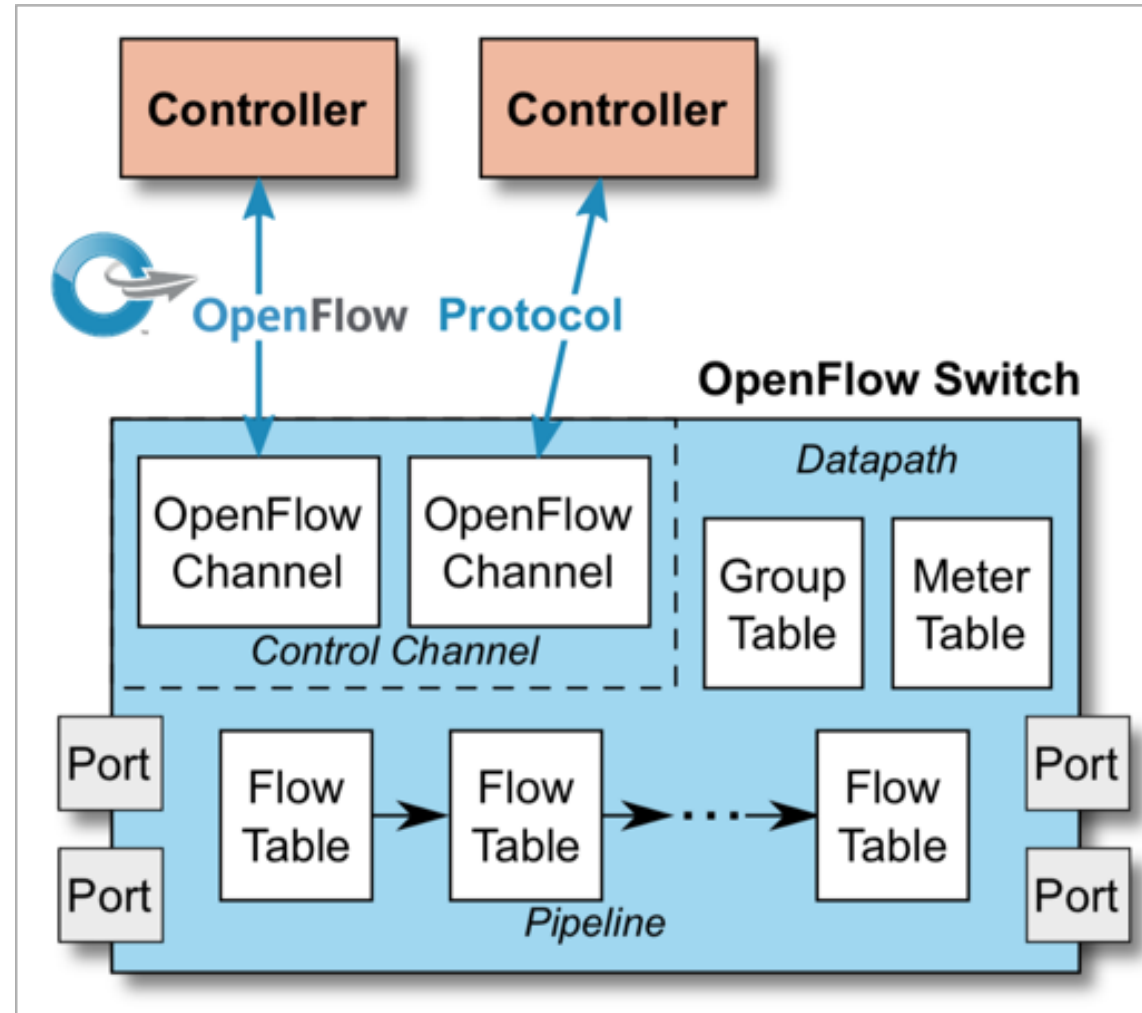 Controller
Controller
OpenFlow Protocol
OpenFlow Switch
OpenFlow
Channel
OpenFlow
Channel
Control Channel
Datapath
Group
Table
Meter
Table
Port
Port
Flow
Table
Flow
Table
...
Flow
Table
Pipeline
Port
Port